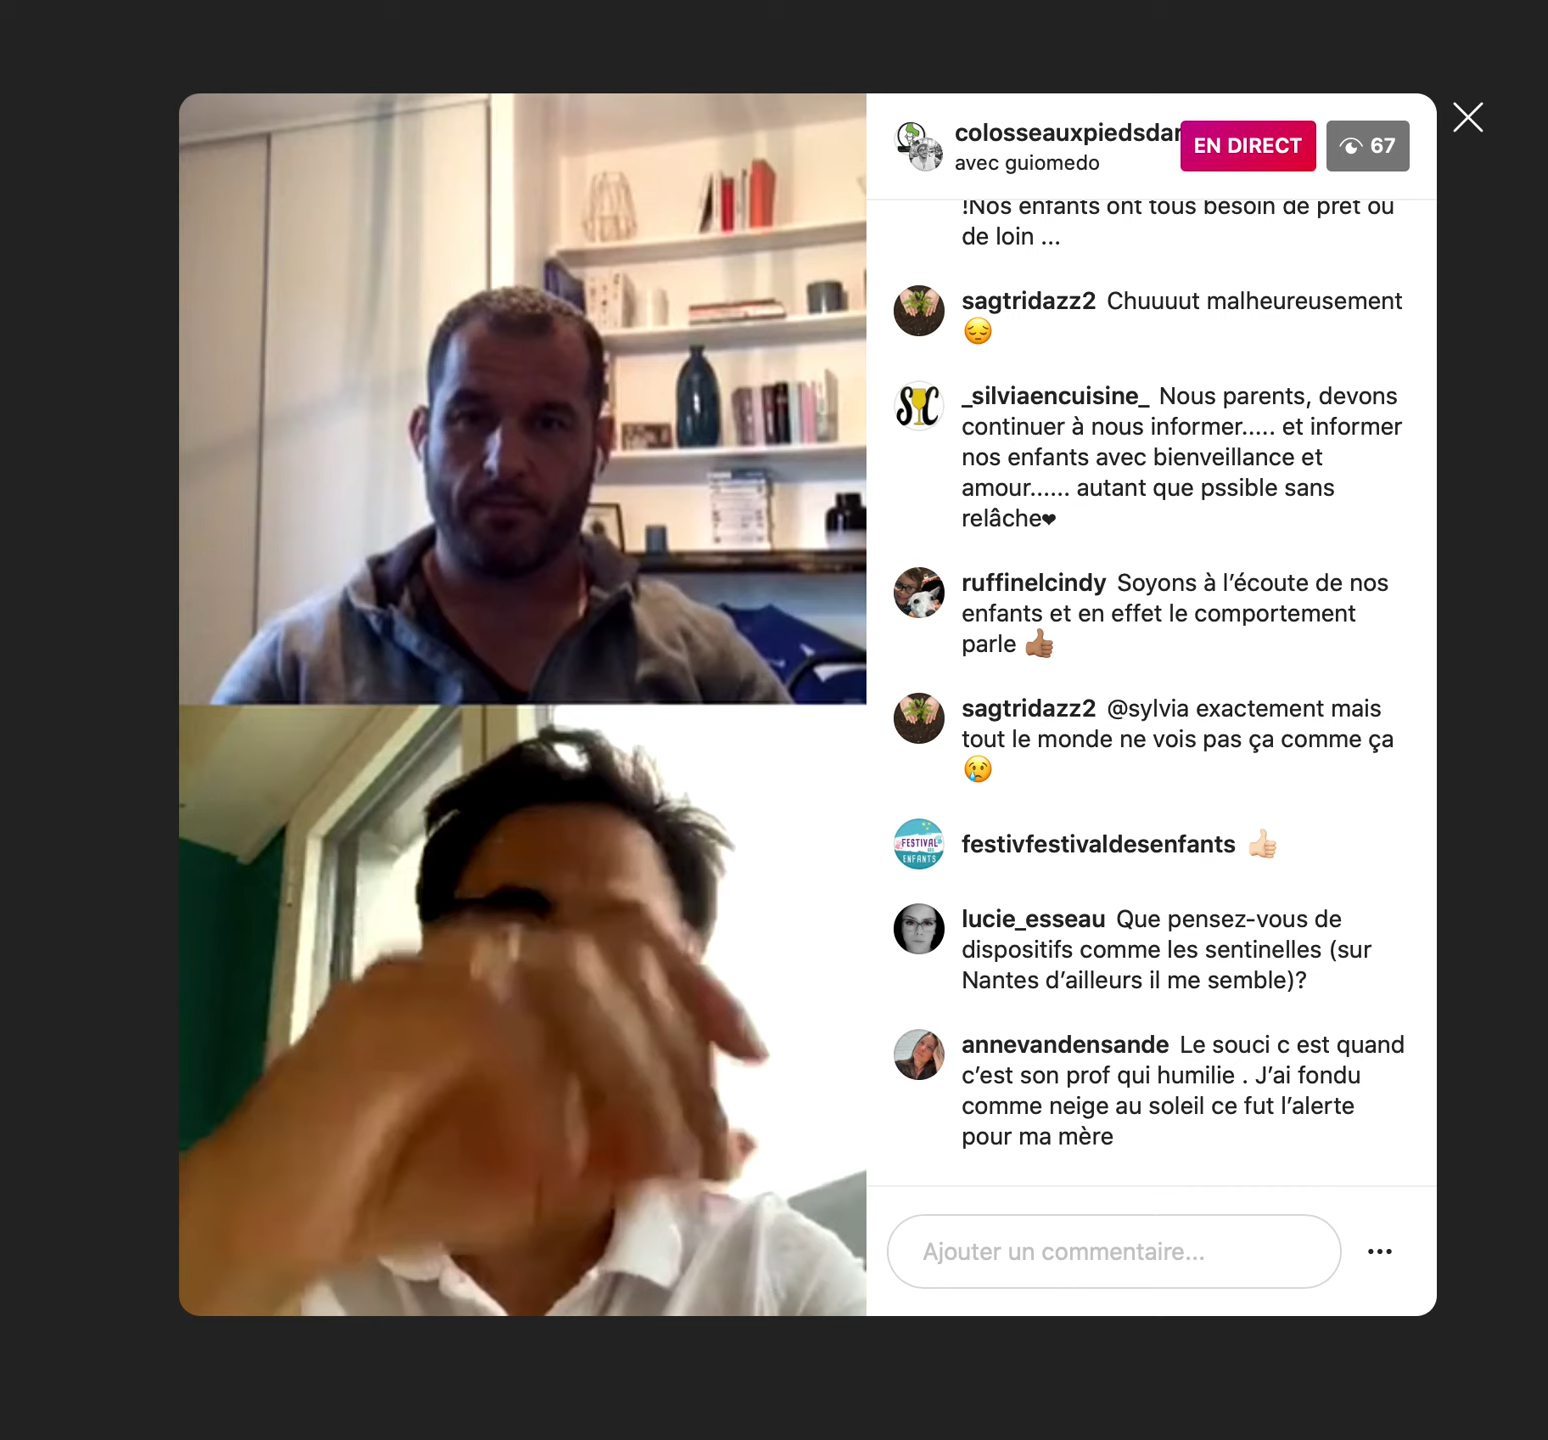 colosseauxpiedsdar
avec guiomedo
EN DIRECT
67
!Nos enfants ont tous besoin de prêt ou
de loin ...
sagtridazz2 Chuuuut malheureusement
😔
_silviaencuisine_ Nous parents, devons
continuer à nous informer..... et informer
nos enfants avec bienveillance et
amour...... autant que pssible sans
relâche❤
ruffinelcindy Soyons à l’écoute de nos
enfants et en effet le comportement
parle 👍🏽
sagtridazz2 @sylvia exactement mais
tout le monde ne vois pas ça comme ça
😢
FESTIVAL
DES
ENFANTS
festivfestivaldesenfants 👍🏻
lucie_esseau Que pensez-vous de
dispositifs comme les sentinelles (sur
Nantes d’ailleurs il me semble)?
annevandensande Le souci c est quand
c’est son prof qui humilie . J’ai fondu
comme neige au soleil ce fut l’alerte
pour ma mère
Ajouter un commentaire...